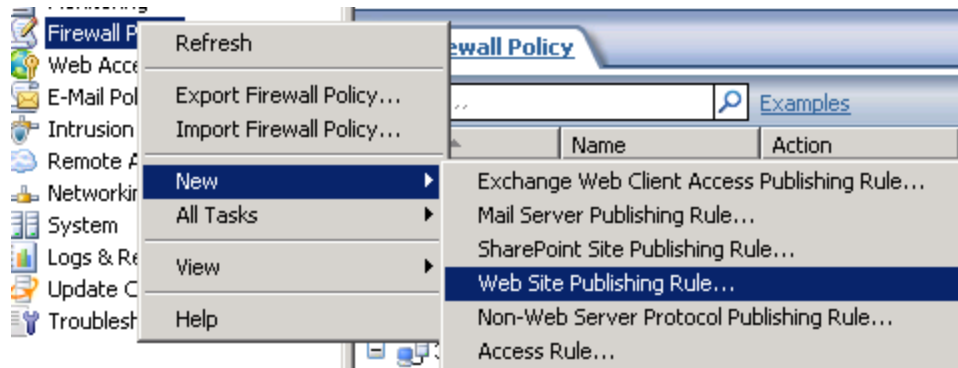 Firewall P
Web Acce
E-Mail Pol
Intrusion
Remote A
Networkin
System
Logs & Re
Update C
Troublesh
Refresh
Export Firewall Policy...
Import Firewall Policy...
New
All Tasks
View
Help
ewall Policy
Examples
Name
Action
Exchange Web Client Access Publishing Rule...
Mail Server Publishing Rule...
SharePoint Site Publishing Rule...
Web Site Publishing Rule...
Non-Web Server Protocol Publishing Rule...
Access Rule...